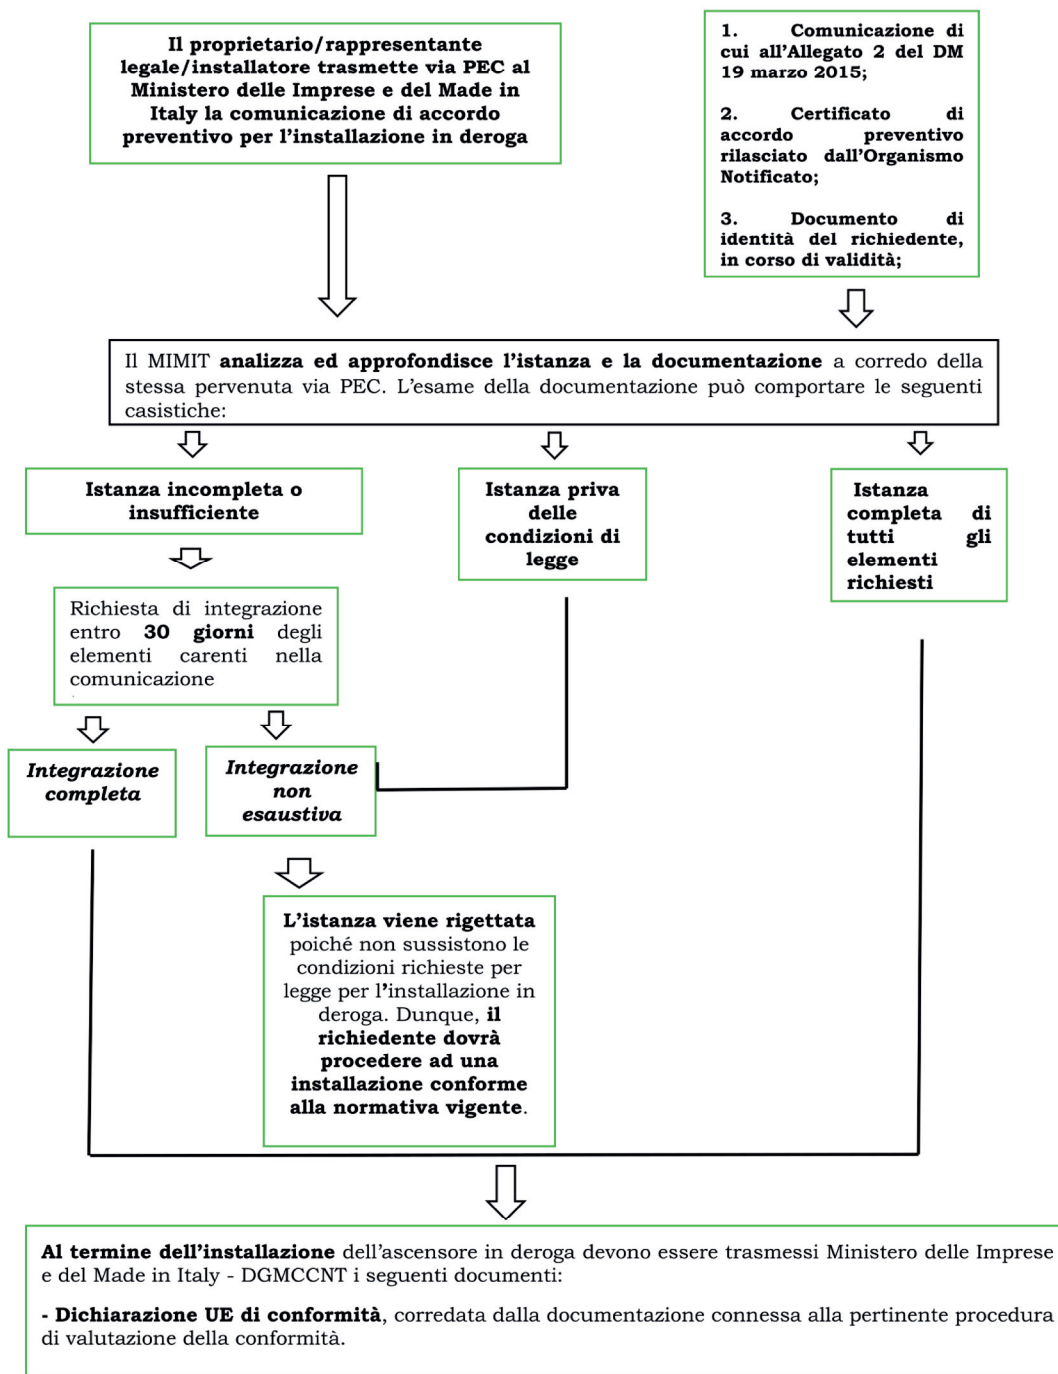 Il proprietario/rappresentante
legale/installatore trasmette via PEC al
Ministero delle Imprese e del Made in
Italy la comunicazione di accordo
preventivo per l'installazione in deroga
1. Comunicazione di
cui all'Allegato 2 del DM
19 marzo 2015;
2. Certificato di
accordo preventivo
rilasciato dall'Organismo
Notificato;
3. Documento di
identità del richiedente,
in corso di validità;
Il MIMIT analizza ed approfondisce l'istanza e la documentazione a corredo della
stessa pervenuta via PEC. L'esame della documentazione può comportare le seguenti
casistiche:
Istanza incompleta o
insufficiente
Istanza priva
delle
condizioni di
legge
Istanza
completa di
tutti gli
elementi
richiesti
Richiesta di integrazione
entro 30 giorni degli
elementi carenti nella
comunicazione
Integrazione
completa
Integrazione
non
esaustiva
L'istanza viene rigettata
poiché non sussistono le
condizioni richieste per
legge per l'installazione in
deroga. Dunque, il
richiedente dovrà
procedere ad una
installazione conforme
alla normativa vigente.
Al termine dell'installazione dell'ascensore in deroga devono essere trasmessi Ministero delle Imprese
e del Made in Italy - DGMCCNT i seguenti documenti:
- Dichiarazione UE di conformità, corredata dalla documentazione connessa alla pertinente procedura
di valutazione della conformità.